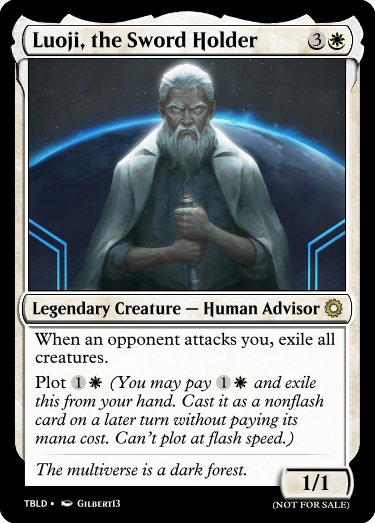 Luoji, the Sword Holder 3
Legendary Creature — Human Advisor
When an opponent attacks you, exile all
creatures.
Plot 1 (You may pay 1 and exile
this from your hand. Cast it as a nonflash
card on a later turn without paying its
mana cost. Can't plot at flash speed.)
The multiverse is a dark forest.
1/1
TBLD • Gilbert13
(NOT FOR SALE)